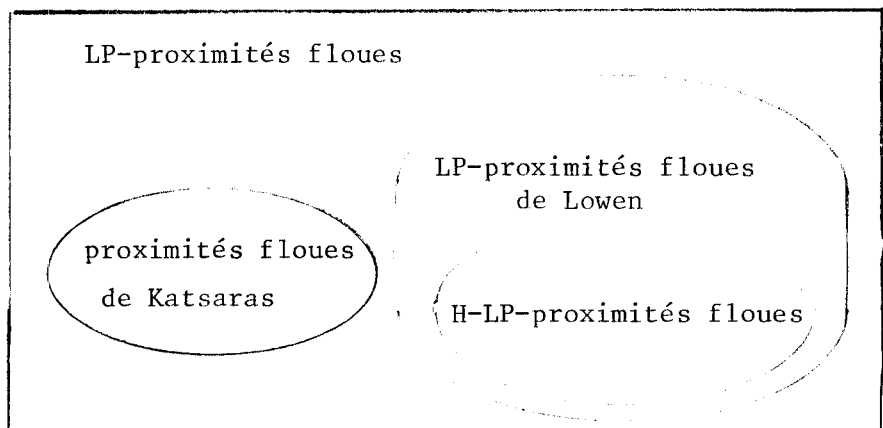 LP-proximités floues
LP-proximités floues
de Lowen
proximités floues
de Katsaras
H-LP-proximités floues